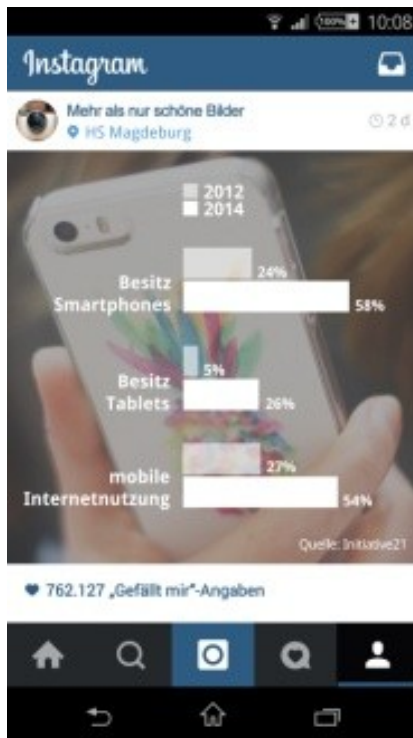 100%
10:08
Instagram
Mehr als nur schöne Bilder
HS Magdeburg
2 d
2012
2014
24%
Besitz
Smartphones
58%
5%
Besitz
Tablets
26%
27%
mobile
Internetnutzung
54%
Quelle: Initiative21
762.127 „Gefällt mir“-Angaben